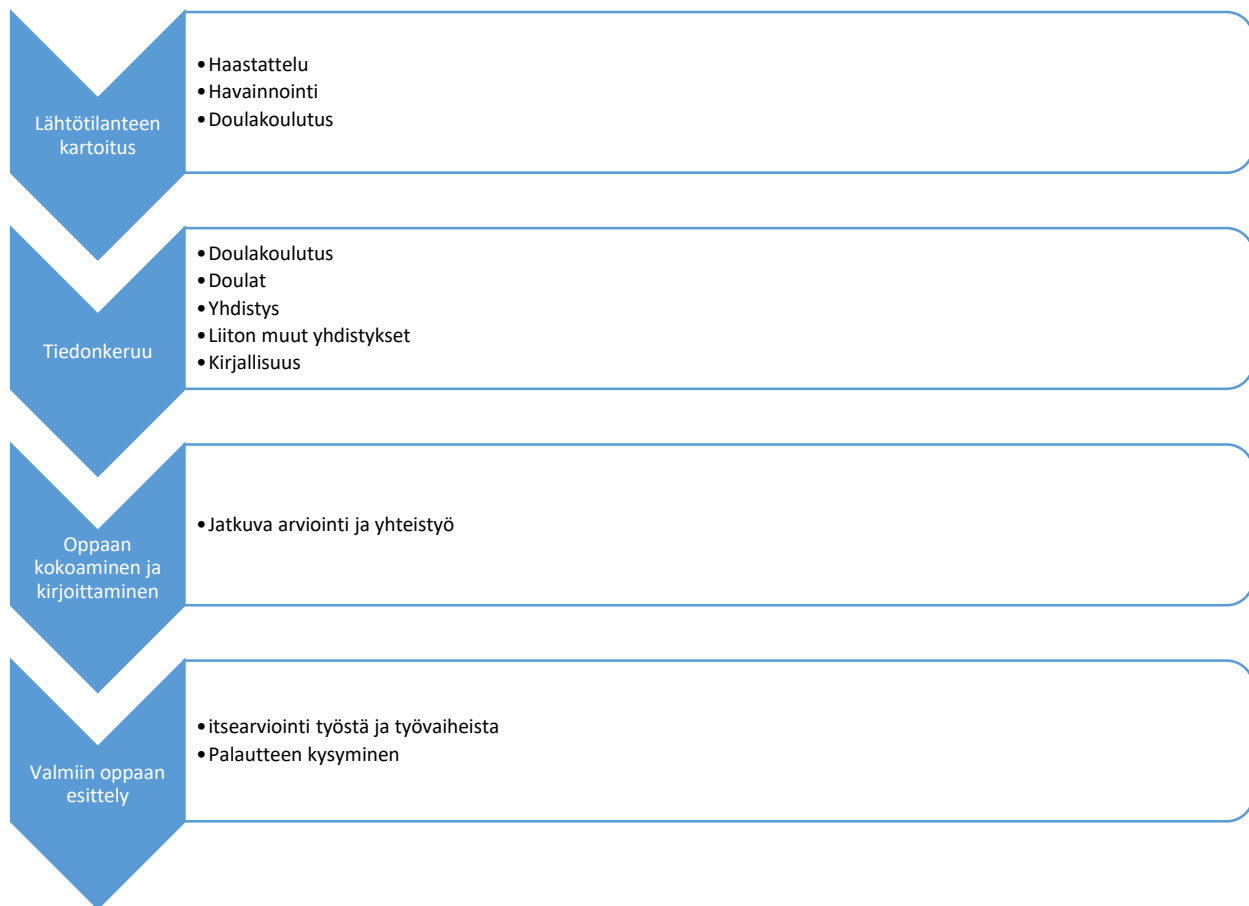 Lähtötilanteen
kartoitus
•Haastattelu
•Havainnointi
•Doulakoulutus
Tiedonkeruu
•Doulakoulutus
•Doulat
•Yhdistys
•Liiton muut yhdistykset
•Kirjallisuus
Oppaan
kokoaminen ja
kirjoittaminen
•Jatkuva arviointi ja yhteistyö
Valmiin oppaan
esittely
•itsearviointi työstä ja työvaiheista
•Palautteen kysyminen